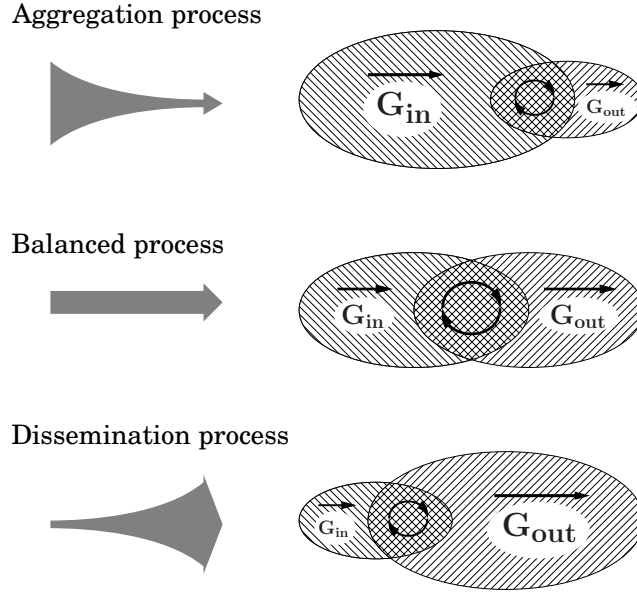 Aggregation process
G_in
G_out
Balanced process
G_in
G_out
Dissemination process
G_in
G_out